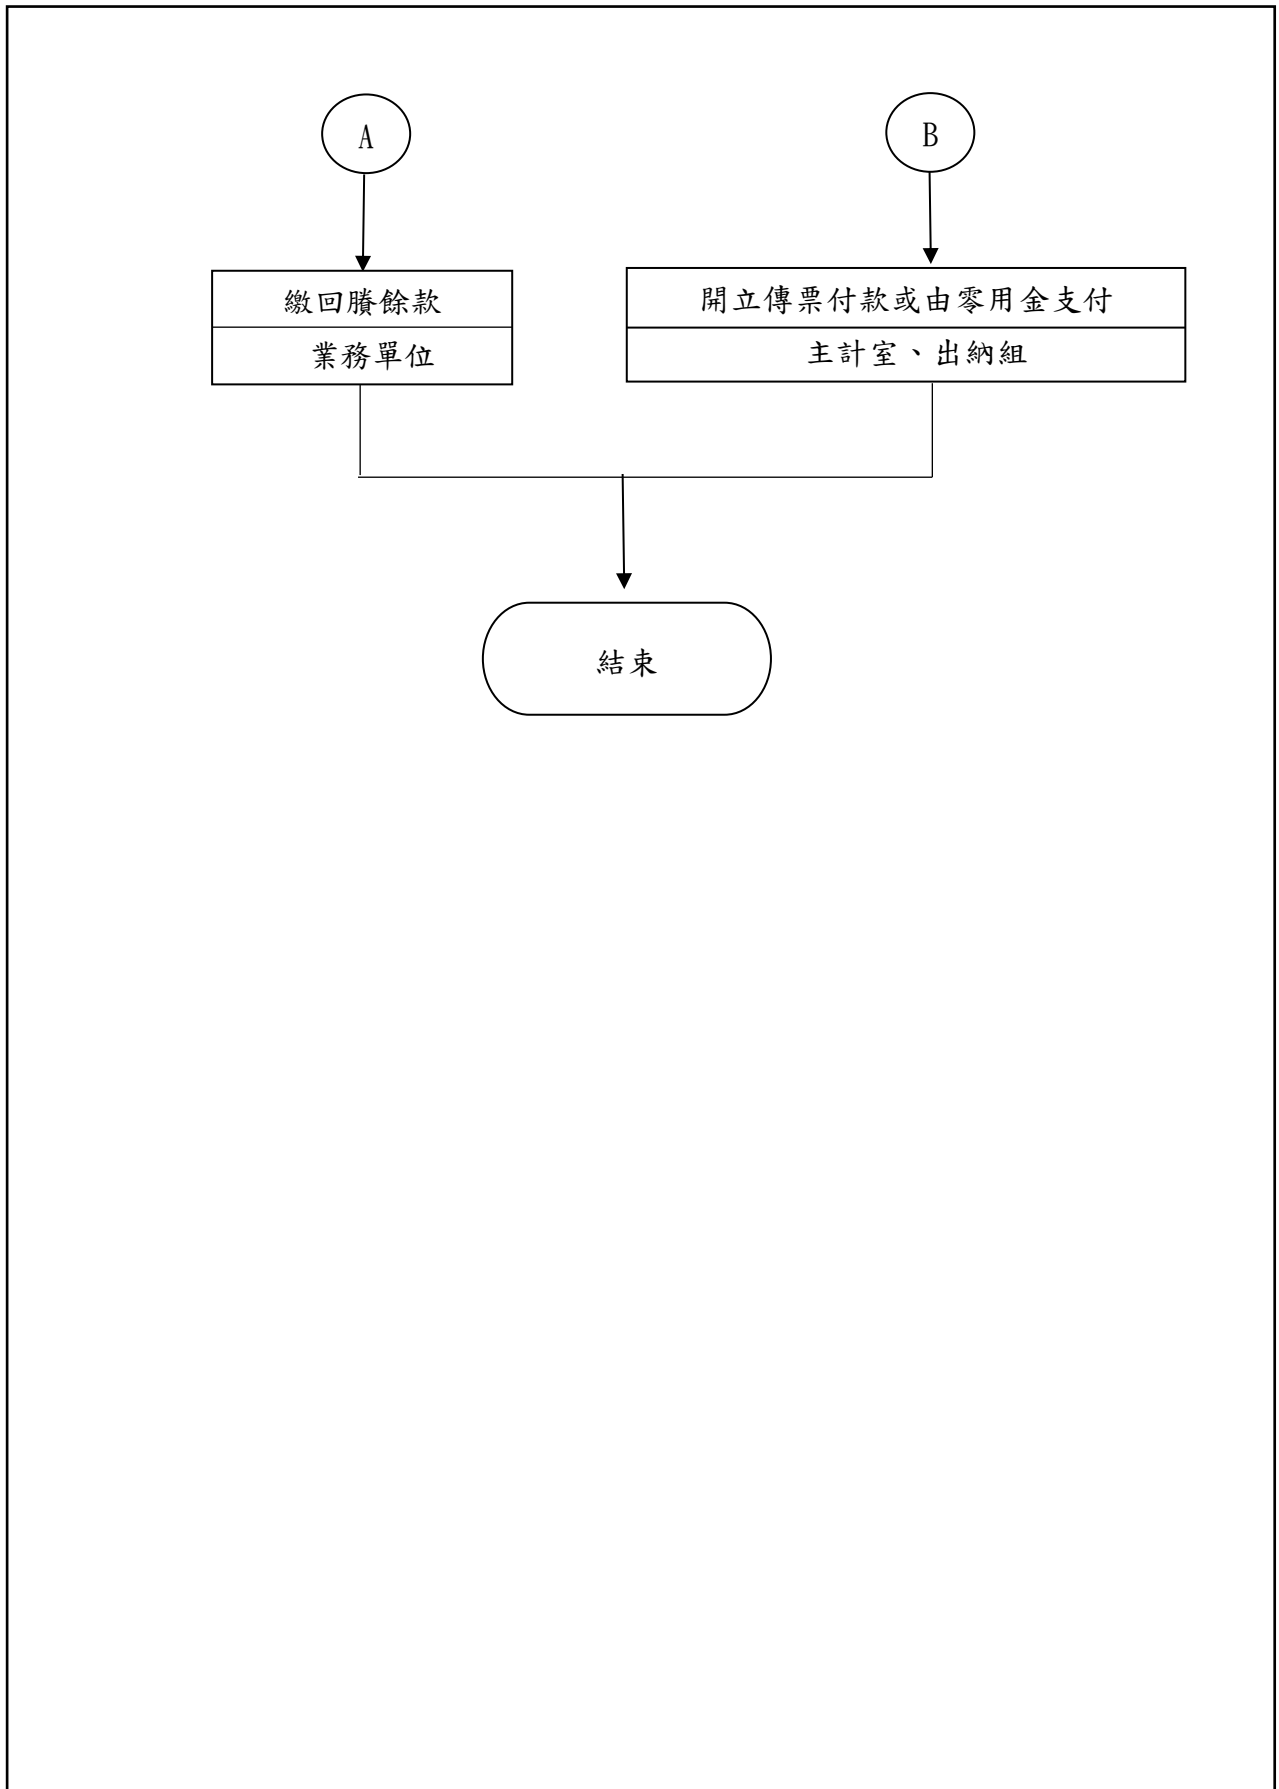 A
B
繳回賸餘款
業務單位
開立傳票付款或由零用金支付
主計室、出納組
結束